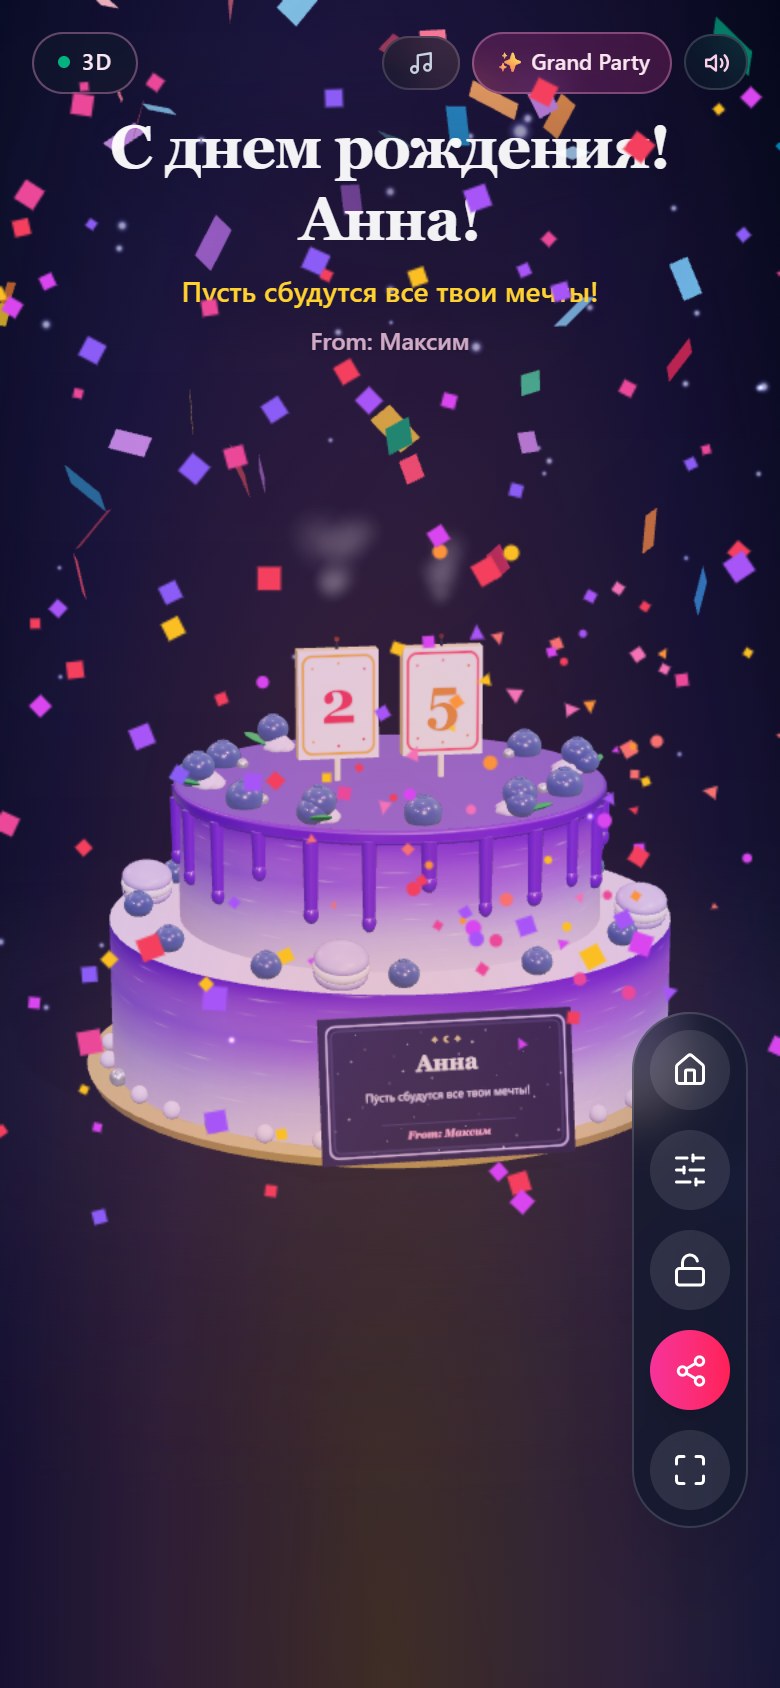 3D
Grand Party
С днем рождения!
Анна!
Пусть сбудутся все твои мечты!
From: Максим
2 5
Анна
Пусть сбудутся все твои мечты!
From: Максим